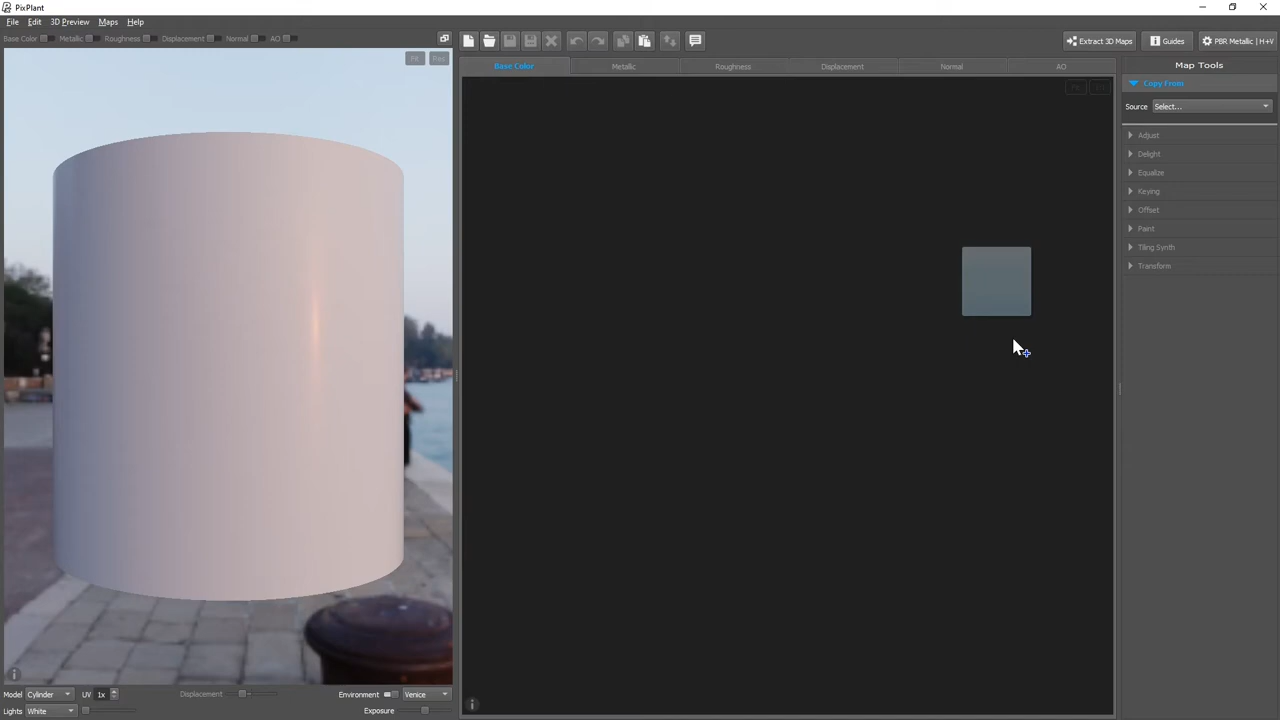 PixPlant
File Edit 3D Preview Maps Help
Base Color Metallic Roughness Displacement Normal AO
Extract 3D Maps Guides PBR Metallic | H+V
Fit Rec
Base Color Metallic Roughness Displacement Normal AO
Map Tools
Copy From
Source Select...
Adjust
Delight
Equalize
Keying
Offset
Paint
Tiling Synth
Transform
Model Cylinder UV 1x Displacement Environment Venice
Lights White Exposure